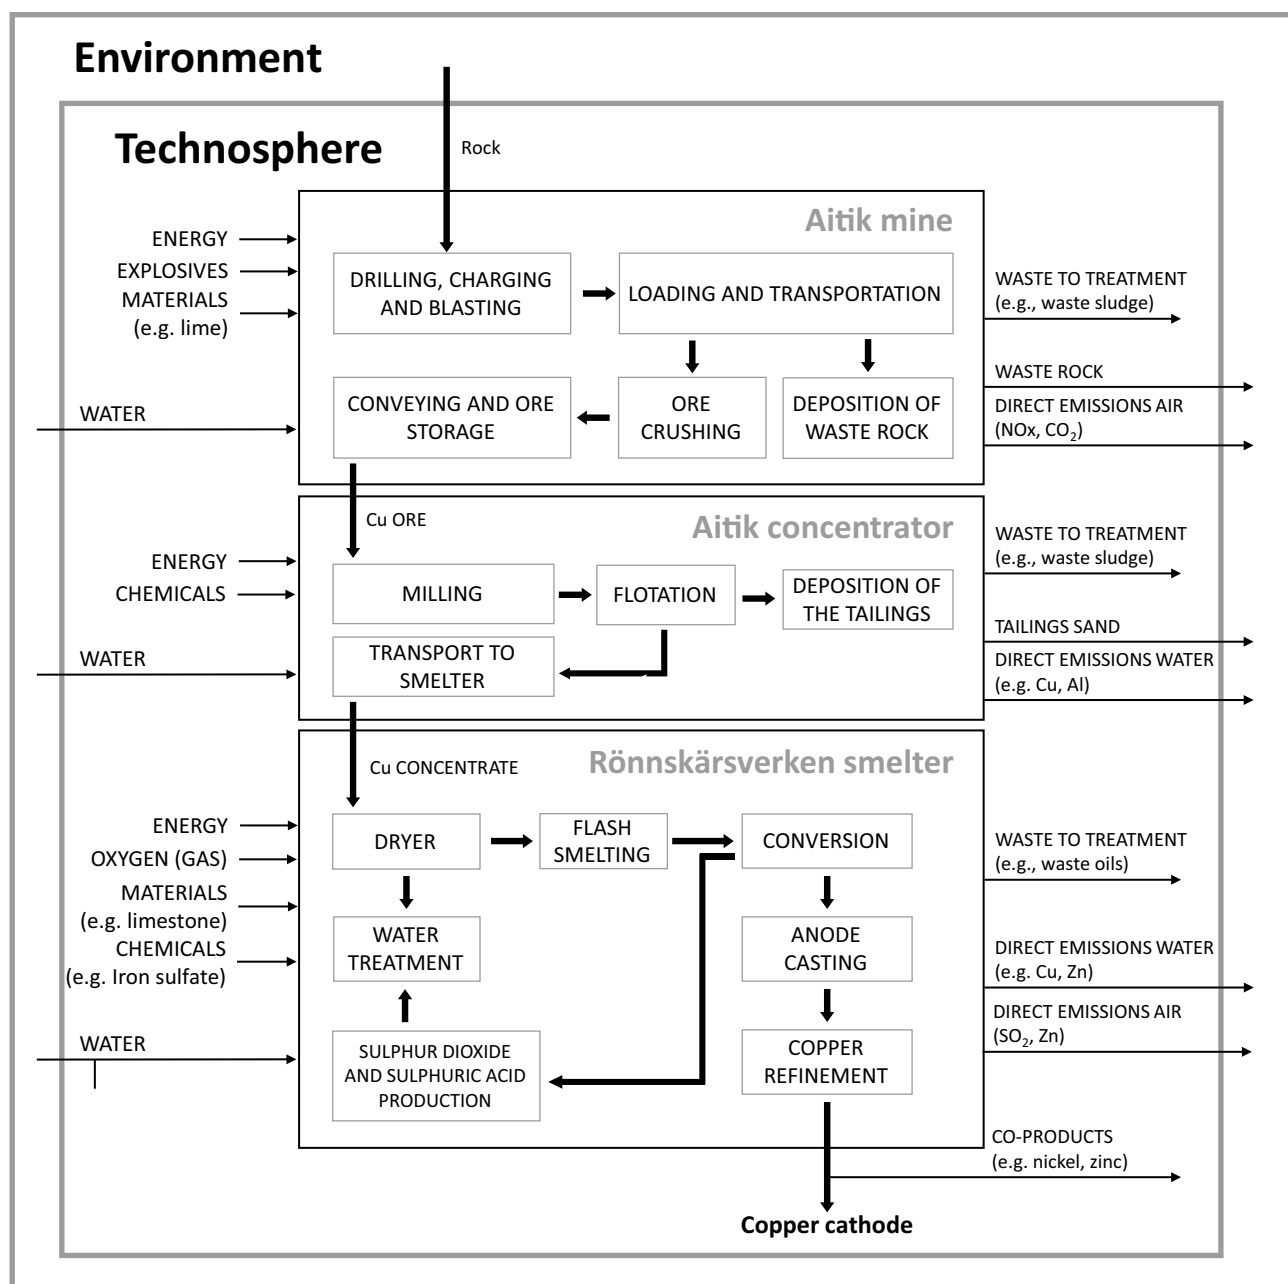 Environment
Technosphere
Rock
Aitik mine
ENERGY
EXPLOSIVES
MATERIALS
(e.g. lime)
WATER
DRILLING, CHARGING
AND BLASTING
LOADING AND TRANSPORTATION
CONVEYING AND ORE
STORAGE
ORE
CRUSHING
DEPOSITION OF
WASTE ROCK
WASTE TO TREATMENT
(e.g., waste sludge)
WASTE ROCK
DIRECT EMISSIONS AIR
(NOx, CO₂)
Cu ORE
Aitik concentrator
ENERGY
CHEMICALS
WATER
MILLING
FLOTATION
DEPOSITION OF
THE TAILINGS
TRANSPORT TO
SMELTER
WASTE TO TREATMENT
(e.g., waste sludge)
TAILINGS SAND
DIRECT EMISSIONS WATER
(e.g. Cu, Al)
Cu CONCENTRATE
Rönnskärsverken smelter
ENERGY
OXYGEN (GAS)
MATERIALS
(e.g. limestone)
CHEMICALS
(e.g. Iron sulfate)
WATER
DRYER
FLASH
SMELTING
CONVERSION
WATER
TREATMENT
ANODE
CASTING
SULPHUR DIOXIDE
AND SULPHURIC ACID
PRODUCTION
COPPER
REFINEMENT
WASTE TO TREATMENT
(e.g., waste oils)
DIRECT EMISSIONS WATER
(e.g. Cu, Zn)
DIRECT EMISSIONS AIR
(SO₂, Zn)
CO-PRODUCTS
(e.g. nickel, zinc)
Copper cathode